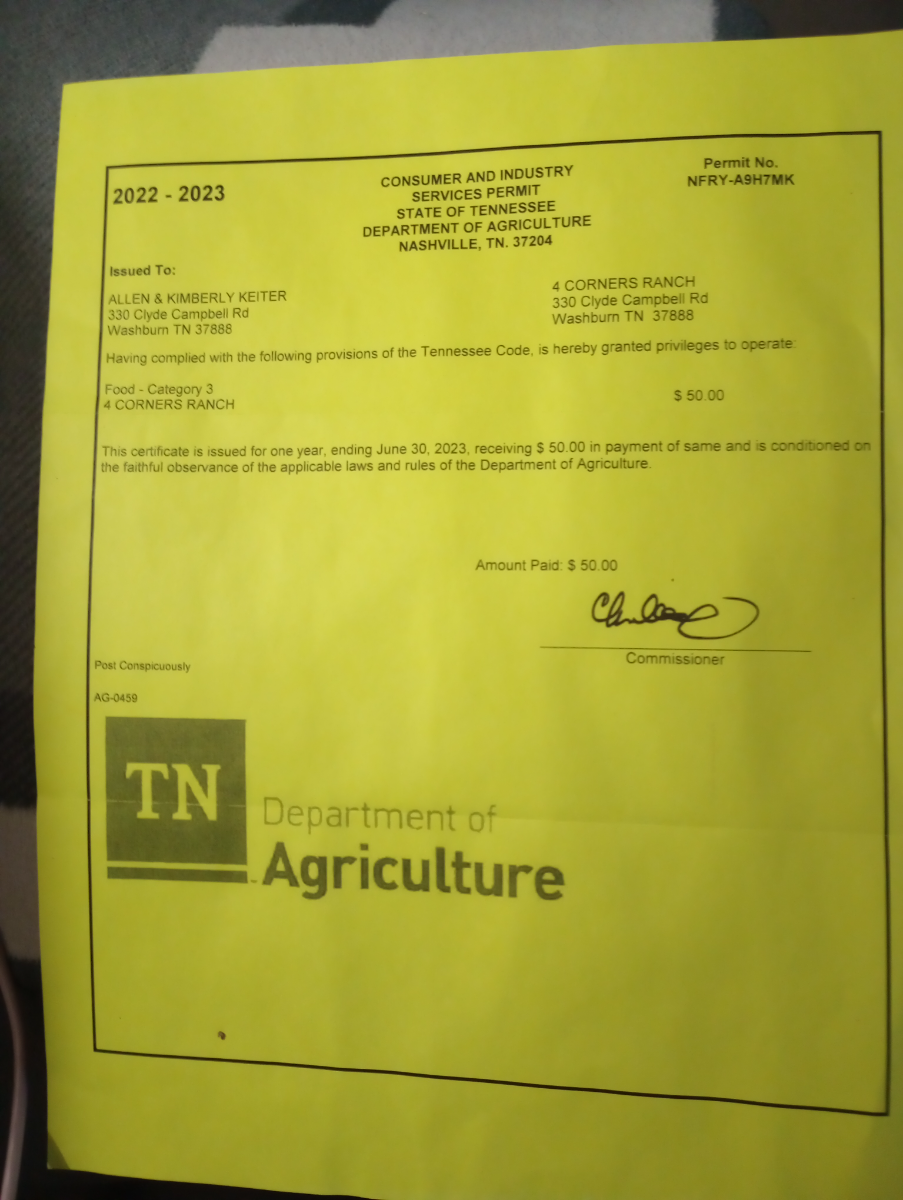 2022 - 2023
CONSUMER AND INDUSTRY
SERVICES PERMIT
STATE OF TENNESSEE
DEPARTMENT OF AGRICULTURE
NASHVILLE, TN. 37204
Permit No.
NFRY-A9H7MK
Issued To:
ALLEN & KIMBERLY KEITER
330 Clyde Campbell Rd
Washburn TN 37888
4 CORNERS RANCH
330 Clyde Campbell Rd
Washburn TN 37888
Having complied with the following provisions of the Tennessee Code, is hereby granted privileges to operate:
Food - Category 3
4 CORNERS RANCH
$ 50.00
This certificate is issued for one year, ending June 30, 2023, receiving $ 50.00 in payment of same and is conditioned on
the faithful observance of the applicable laws and rules of the Department of Agriculture.
Amount Paid: $ 50.00
Commissioner
Post Conspicuously
AG-0459
TN
Department of
Agriculture